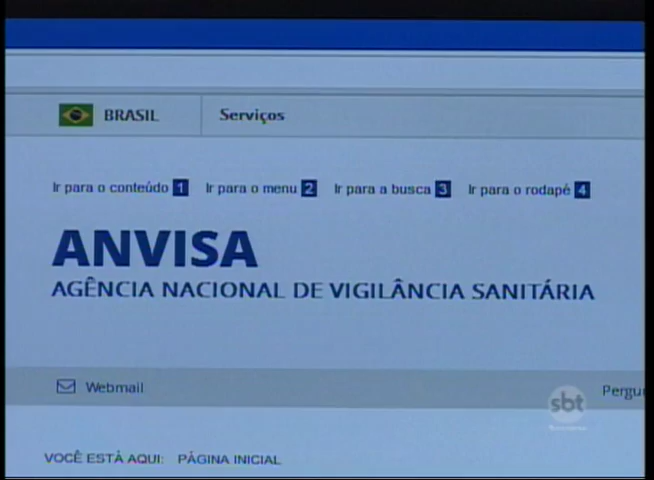 BRASIL Serviços
Ir para o conteúdo 1 Ir para o menu 2 Ir para a busca 3 Ir para o rodapé 4
ANVISA
AGÊNCIA NACIONAL DE VIGILÂNCIA SANITÁRIA
Webmail
sbt
VOCÊ ESTÁ AQUI: PÁGINA INICIAL